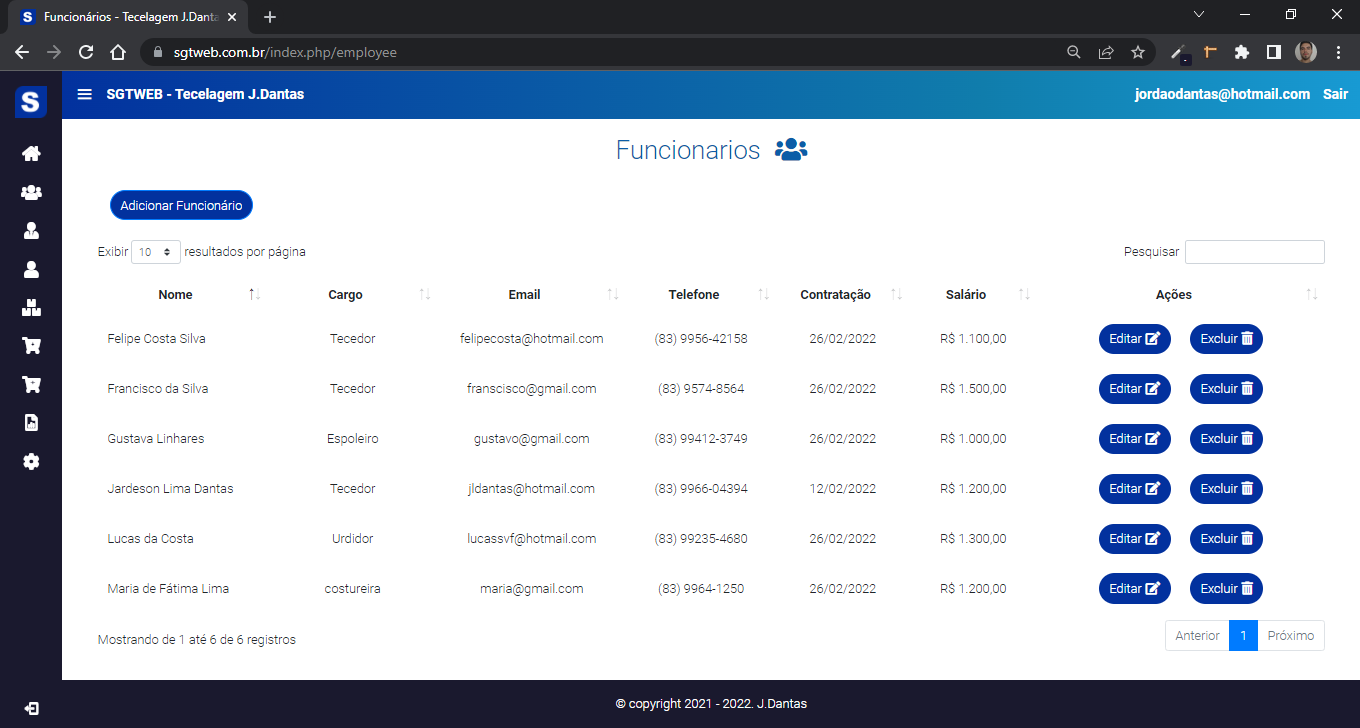 S Funcionários - Tecelagem J.Danta
sgtweb.com.br/index.php/employee
S SGTWEB - Tecelagem J.Dantas jordaodantas@hotmail.com Sair
Funcionarios
Adicionar Funcionário
Exibir 10 resultados por página Pesquisar
Nome Cargo Email Telefone Contratação Salário Ações
Felipe Costa Silva Tecedor felipecosta@hotmail.com (83) 9956-42158 26/02/2022 R$ 1.100,00 Editar Excluir
Francisco da Silva Tecedor franscisco@gmail.com (83) 9574-8564 26/02/2022 R$ 1.500,00 Editar Excluir
Gustava Linhares Espoleiro gustavo@gmail.com (83) 99412-3749 26/02/2022 R$ 1.000,00 Editar Excluir
Jardeson Lima Dantas Tecedor jldantas@hotmail.com (83) 9966-04394 12/02/2022 R$ 1.200,00 Editar Excluir
Lucas da Costa Urdidor lucassvf@hotmail.com (83) 99235-4680 26/02/2022 R$ 1.300,00 Editar Excluir
Maria de Fátima Lima costureira maria@gmail.com (83) 9964-1250 26/02/2022 R$ 1.200,00 Editar Excluir
Mostrando de 1 até 6 de 6 registros Anterior 1 Próximo
© copyright 2021 - 2022. J.Dantas